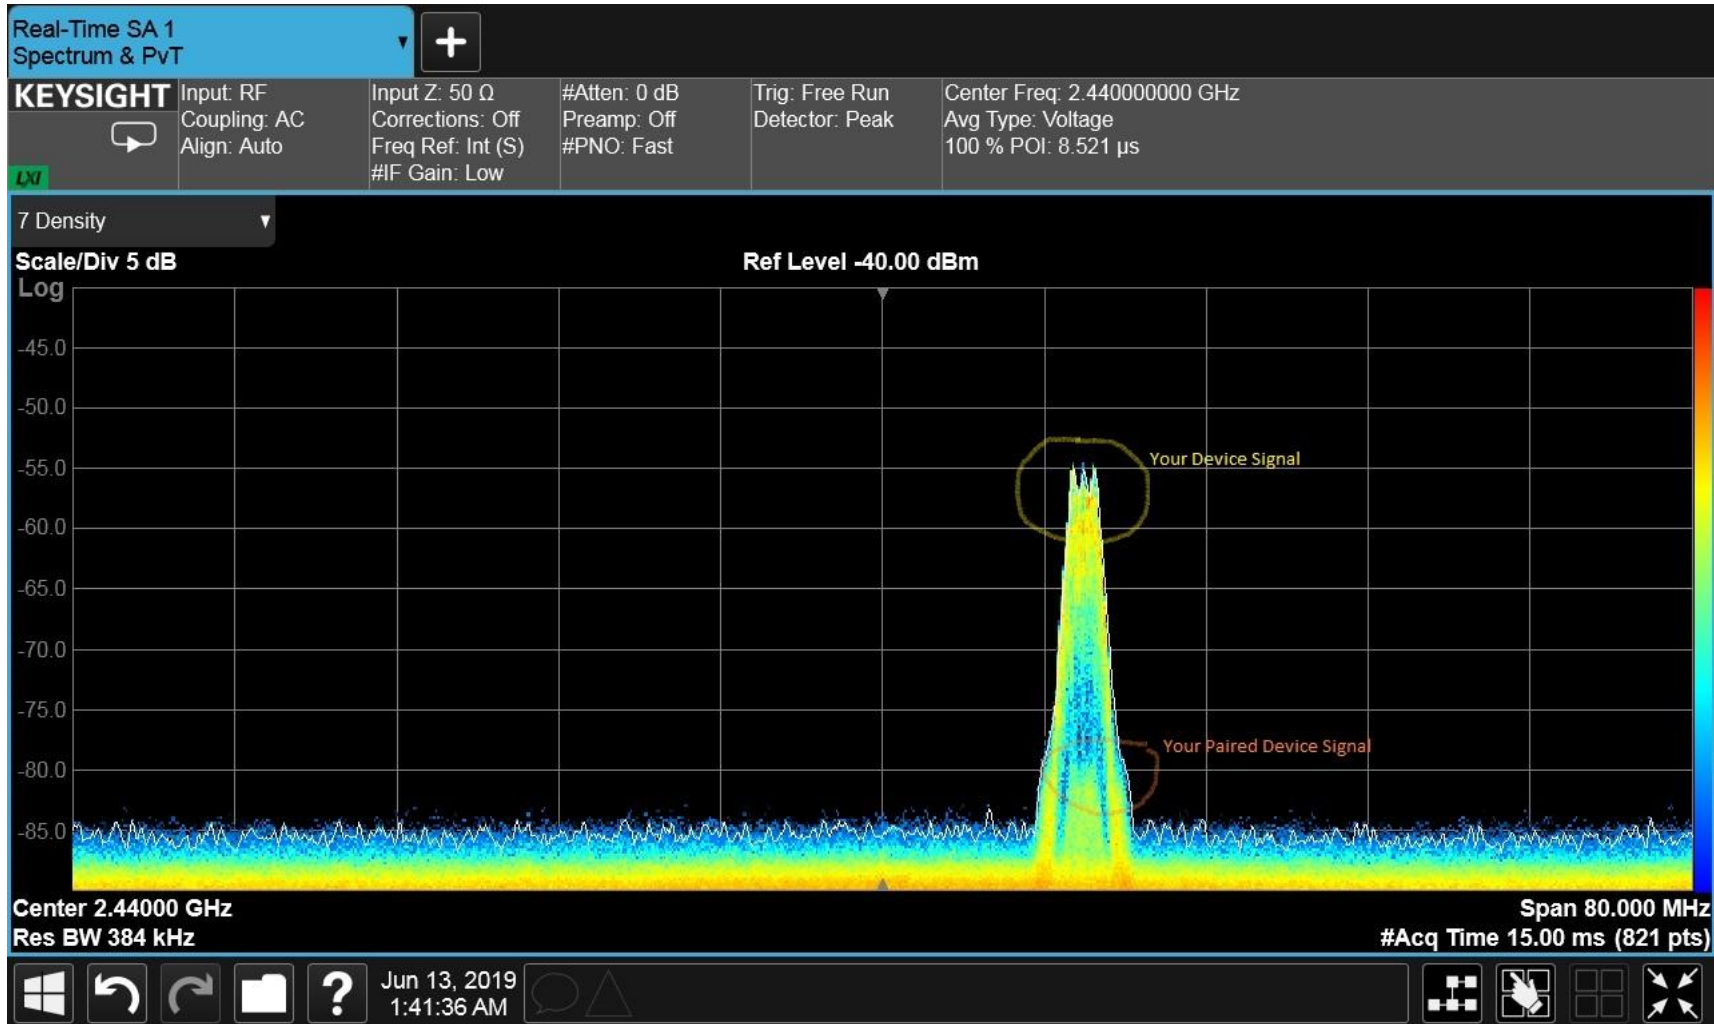 Real-Time SA 1
Spectrum & PvT
KEYSIGHT
LXI
Input: RF
Coupling: AC
Align: Auto
Input Z: 50 Ω
Corrections: Off
Freq Ref: Int (S)
#IF Gain: Low
#Atten: 0 dB
Preamp: Off
#PNO: Fast
Trig: Free Run
Detector: Peak
Center Freq: 2.440000000 GHz
Avg Type: Voltage
100 % POI: 8.521 µs
7 Density
Scale/Div 5 dB
Ref Level -40.00 dBm
Log
-45.0
-50.0
Your Device Signal
-55.0
-60.0
-65.0
-70.0
-75.0
Your Paired Device Signal
-80.0
-85.0
Center 2.44000 GHz
Span 80.000 MHz
Res BW 384 kHz
#Acq Time 15.00 ms (821 pts)
?
Jun 13, 2019
1:41:36 AM